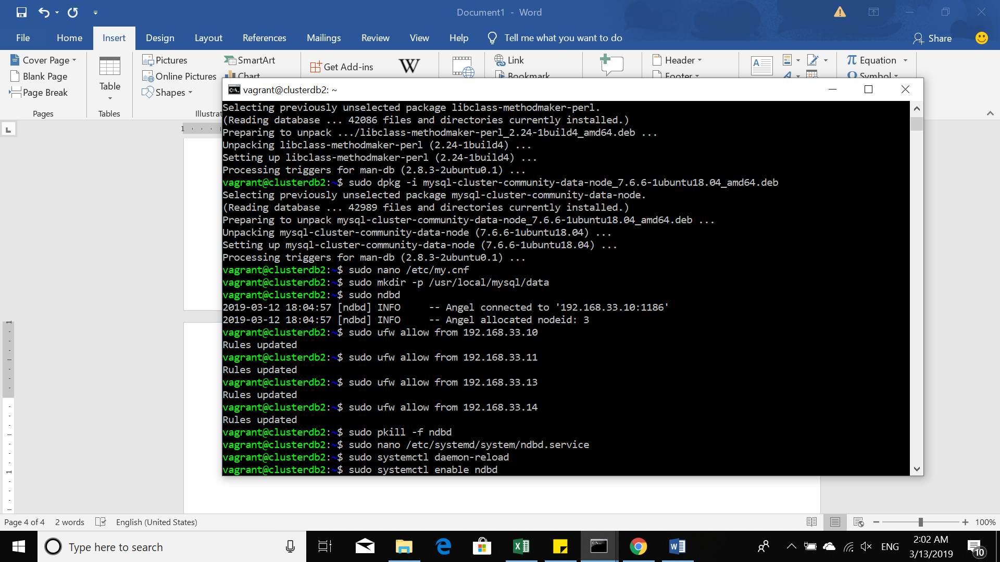 Document1 - Word
File Home Insert Design Layout References Mailings Review View Help Tell me what you want to do Share
Cover Page
Blank Page
Page Break
Pages
Table
Tables
Pictures
Online Pictures
Shapes
SmartArt
Chart
Illustrat
Get Add-ins
W
Link
Bookmark
Header
Footer
A
Equation
Symbol
L
1
vagrant@clusterdb2: ~
Selecting previously unselected package libclass-methodmaker-perl.
(Reading database ... 42086 files and directories currently installed.)
Preparing to unpack .../libclass-methodmaker-perl_2.24-1build4_amd64.deb ...
Unpacking libclass-methodmaker-perl (2.24-1build4) ...
Setting up libclass-methodmaker-perl (2.24-1build4) ...
Processing triggers for man-db (2.8.3-2ubuntu0.1) ...
vagrant@clusterdb2:~$ sudo dpkg -i mysql-cluster-community-data-node_7.6.6-1ubuntu18.04_amd64.deb
Selecting previously unselected package mysql-cluster-community-data-node.
(Reading database ... 42989 files and directories currently installed.)
Preparing to unpack mysql-cluster-community-data-node_7.6.6-1ubuntu18.04_amd64.deb ...
Unpacking mysql-cluster-community-data-node (7.6.6-1ubuntu18.04) ...
Setting up mysql-cluster-community-data-node (7.6.6-1ubuntu18.04) ...
Processing triggers for man-db (2.8.3-2ubuntu0.1) ...
vagrant@clusterdb2:~$ sudo nano /etc/my.cnf
vagrant@clusterdb2:~$ sudo mkdir -p /usr/local/mysql/data
vagrant@clusterdb2:~$ sudo ndbd
2019-03-12 18:04:57 [ndbd] INFO     -- Angel connected to '192.168.33.10:1186'
2019-03-12 18:04:57 [ndbd] INFO     -- Angel allocated nodeid: 3
vagrant@clusterdb2:~$ sudo ufw allow from 192.168.33.10
Rules updated
vagrant@clusterdb2:~$ sudo ufw allow from 192.168.33.11
Rules updated
vagrant@clusterdb2:~$ sudo ufw allow from 192.168.33.13
Rules updated
vagrant@clusterdb2:~$ sudo ufw allow from 192.168.33.14
Rules updated
vagrant@clusterdb2:~$ sudo pkill -f ndbd
vagrant@clusterdb2:~$ sudo nano /etc/systemd/system/ndbd.service
vagrant@clusterdb2:~$ sudo systemctl daemon-reload
vagrant@clusterdb2:~$ sudo systemctl enable ndbd
1
1
Page 4 of 4 2 words English (United States) 100%
Type here to search
ENG
2:02 AM
3/13/2019
10